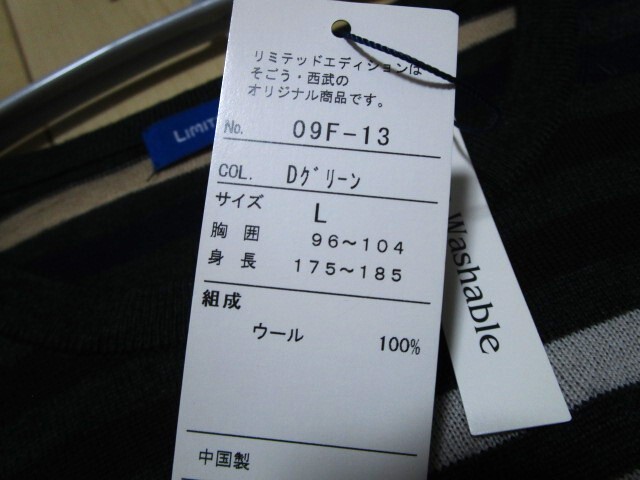 リミテッドエディションは
そごう・西武の
オリジナル商品です。
No. 09F-13
COL. Dグリーン
サイズ L
胸囲 96～104
身長 175～185
組成
ウール 100%
中国製
Washable